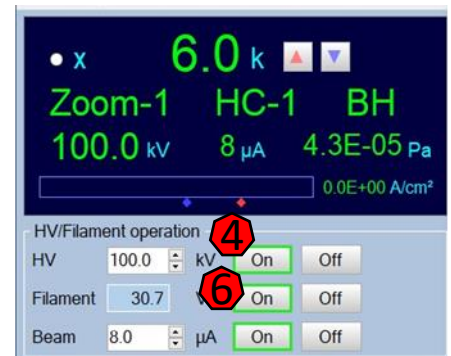 x 6.0 k
Zoom-1 HC-1 BH
100.0 kV 8 µA 4.3E-05 Pa
0.0E+00 A/cm²
HV/Filament operation
4
HV 100.0 kV On Off
6
Filament 30.7 V On Off
Beam 8.0 µA On Off